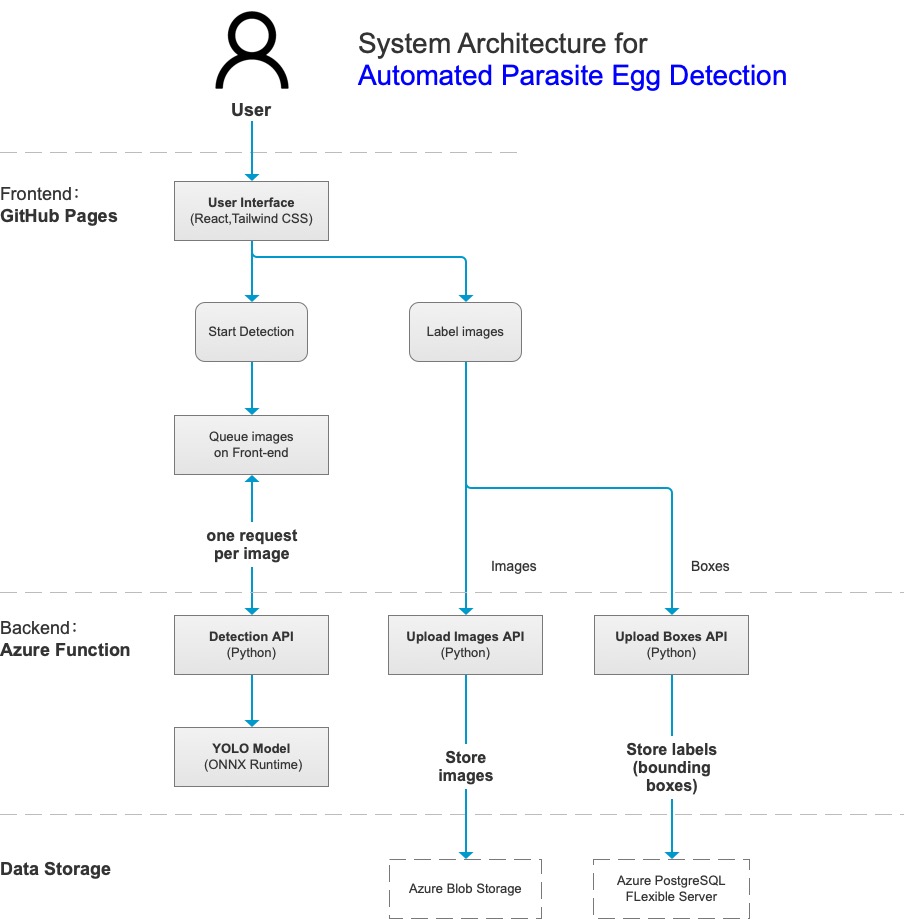 System Architecture for
Automated Parasite Egg Detection
User
Frontend：
GitHub Pages
User Interface
(React,Tailwind CSS)
Start Detection
Label images
Queue images
on Front-end
one request
per image
Images
Boxes
Backend：
Azure Function
Detection API
(Python)
Upload Images API
(Python)
Upload Boxes API
(Python)
YOLO Model
(ONNX Runtime)
Store
images
Store labels
(bounding
boxes)
Data Storage
Azure Blob Storage
Azure PostgreSQL
FLexible Server